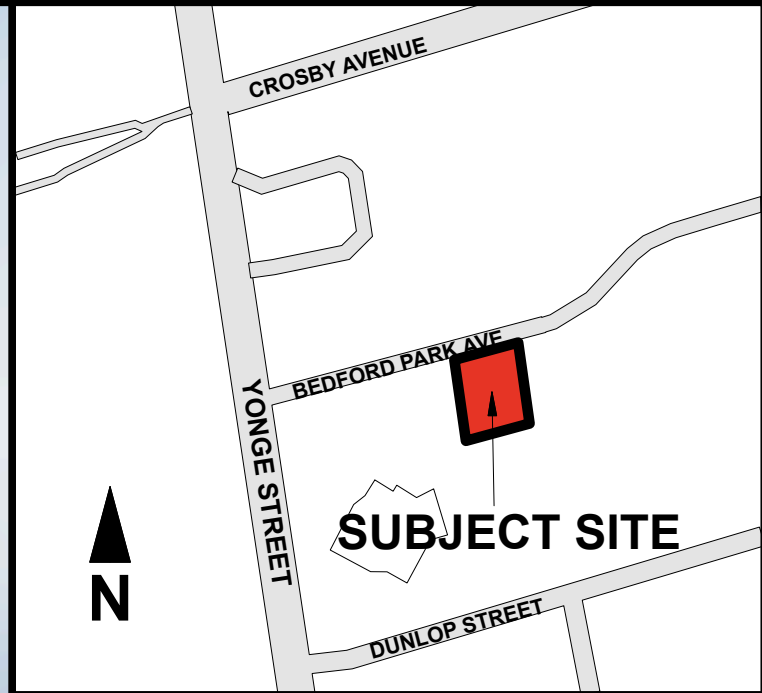 CROSBY AVENUE
BEDFORD PARK AVE
YONGE STREET
SUBJECT SITE
N
DUNLOP STREET